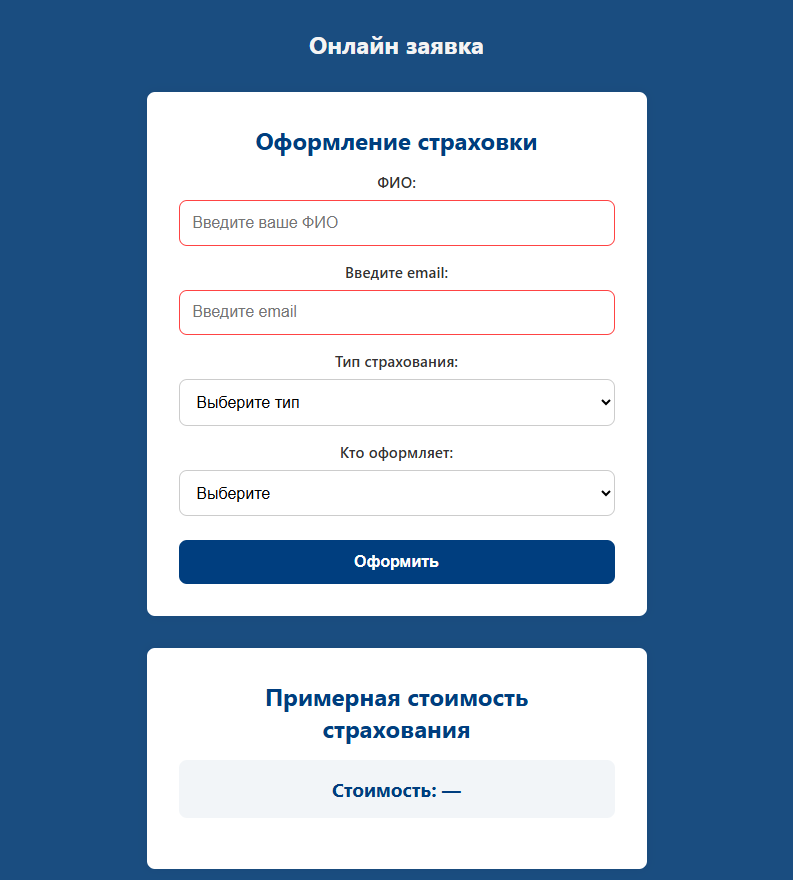 Онлайн заявка
Оформление страховки
ФИО:
Введите ваше ФИО
Введите email:
Введите email
Тип страхования:
Выберите тип
Кто оформляет:
Выберите
Оформить
Примерная стоимость
страхования
Стоимость: —